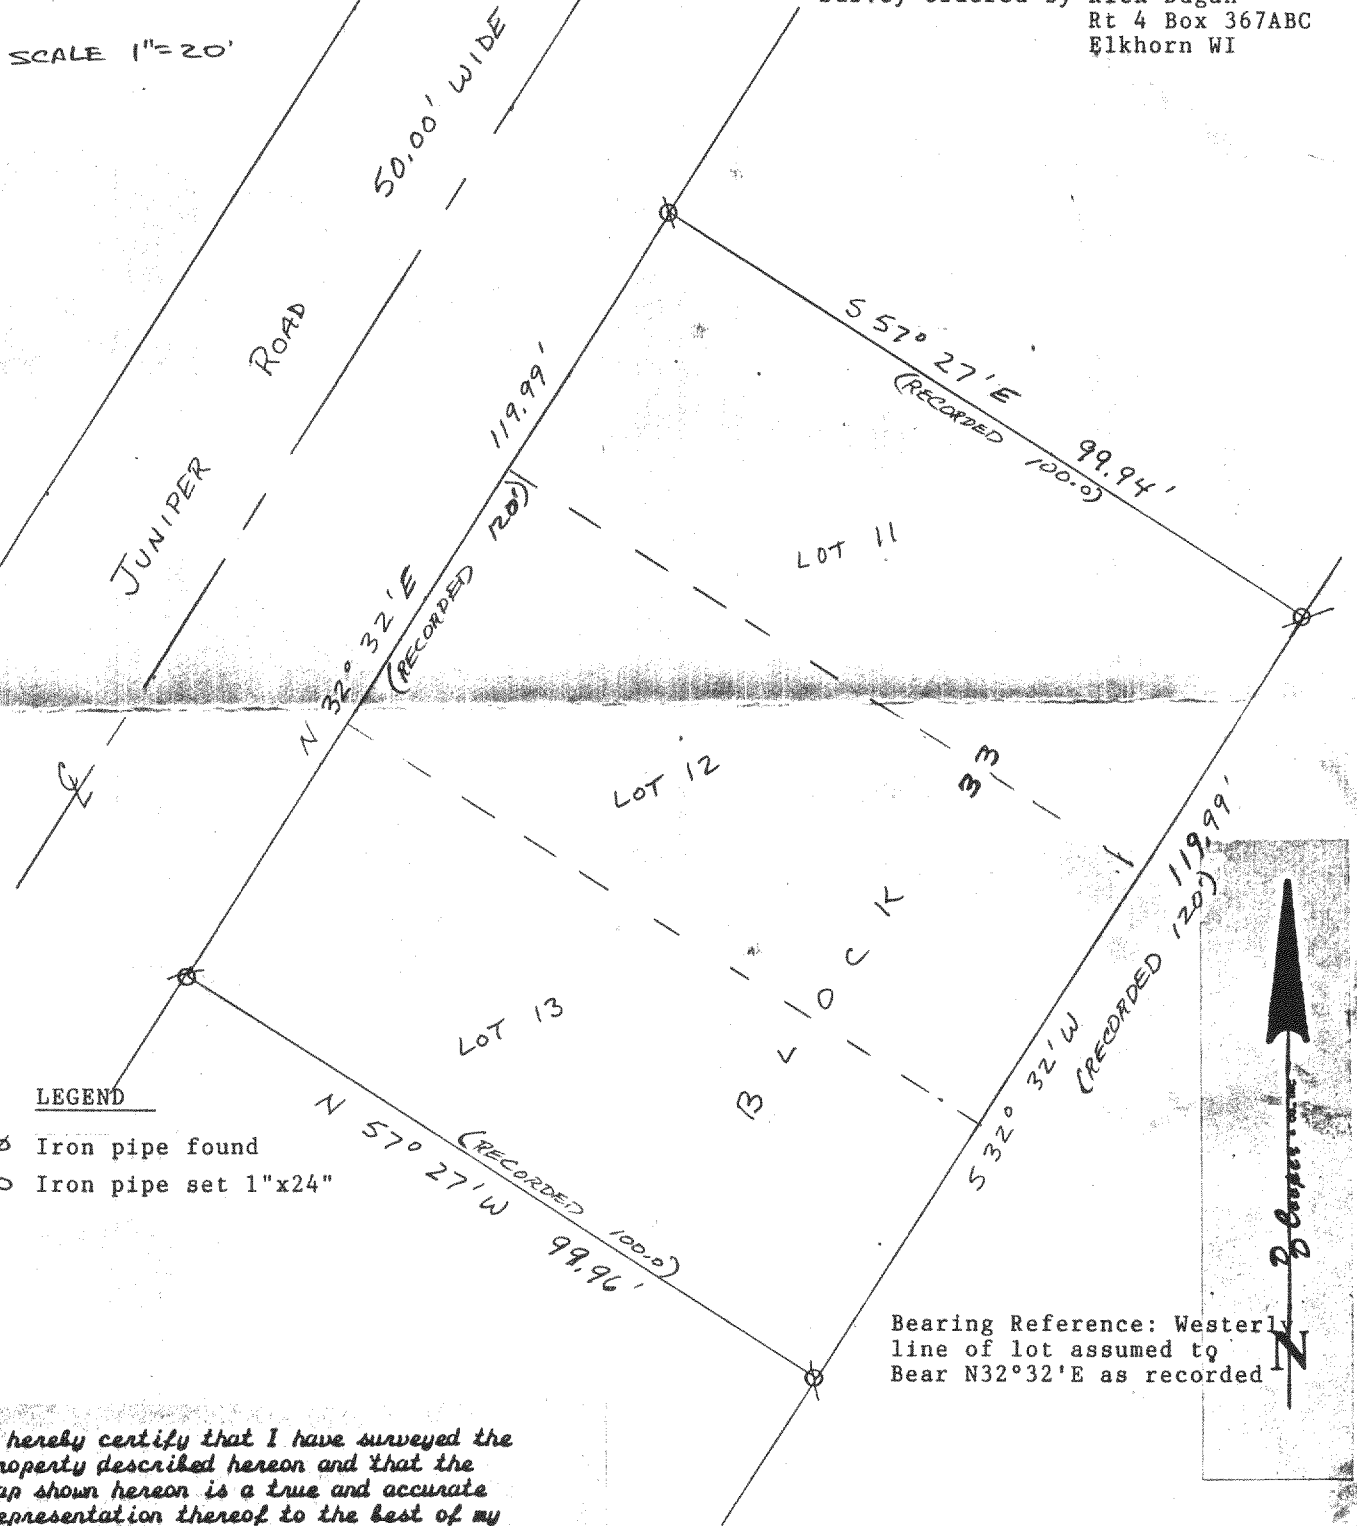 Rt 4 Box 367ABC
Elkhorn WI
SCALE 1"=20'
50.00' WIDE
JUNIPER ROAD
S 57° 27' E 99.94'
(RECORDED 100.0)
N 32° 32' E 119.99'
(RECORDED 120')
LOT 11
LOT 12
LOT 13
BLOCK 33
S 32° 32' W 119.99'
(RECORDED 120')
N 57° 27' W 99.96'
(RECORDED 100.0)
LEGEND
Iron pipe found
Iron pipe set 1"x24"
N
Bearing Reference: Westerly
line of lot assumed to
Bear N32°32'E as recorded
hereby certify that I have surveyed the
roperty described hereon and that the
ap shown hereon is a true and accurate
epresentation thereof to the best of my